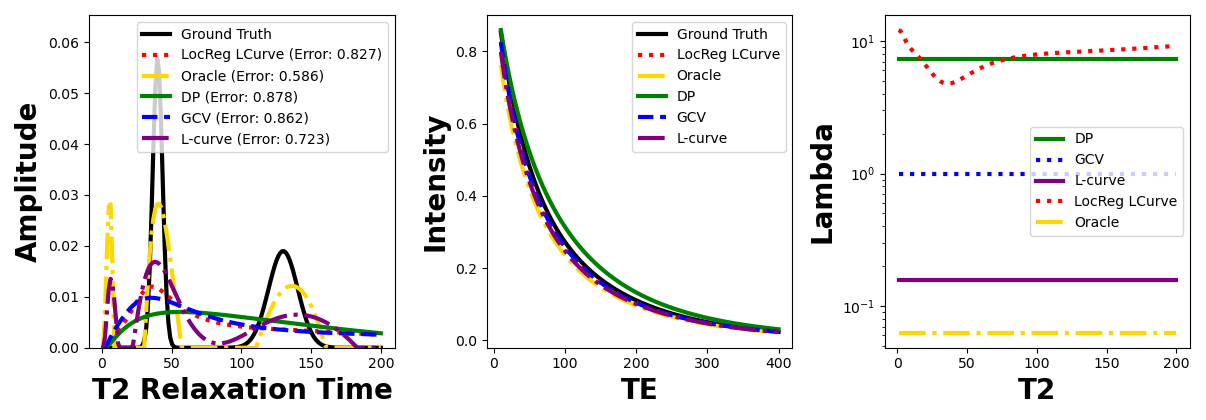 Amplitude
0.06
0.05
0.04
0.03
0.02
0.01
0.00
Ground Truth
LocReg LCurve (Error: 0.827)
Oracle (Error: 0.586)
DP (Error: 0.878)
GCV (Error: 0.862)
L-curve (Error: 0.723)
0 50 100 150 200
T2 Relaxation Time
Intensity
0.8
0.6
0.4
0.2
0.0
Ground Truth
LocReg LCurve
Oracle
DP
GCV
L-curve
0 100 200 300 400
TE
Lambda
10¹
10⁰
10⁻¹
DP
GCV
L-curve
LocReg LCurve
Oracle
0 50 100 150 200
T2